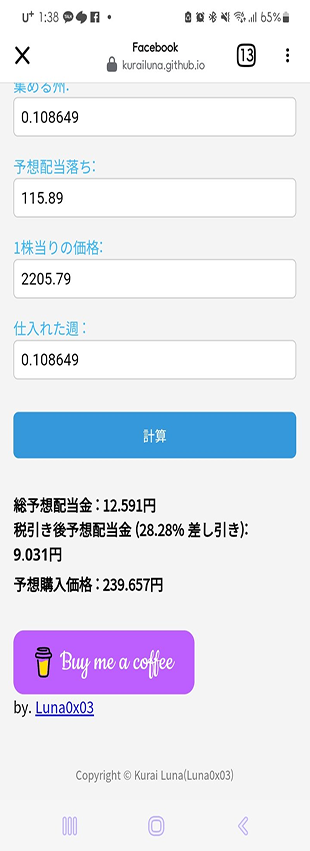 U+ 1:38 65%
Facebook
kurailuna.github.io
13
集める州:
0.108649
予想配当落ち:
115.89
1株当りの価格:
2205.79
仕入れた週 :
0.108649
計算
総予想配当金 : 12.591円
税引き後予想配当金 (28.28% 差し引き):
9.031円
予想購入価格 : 239.657円
Buy me a coffee
by. Luna0x03
Copyright © Kurai Luna(Luna0x03)